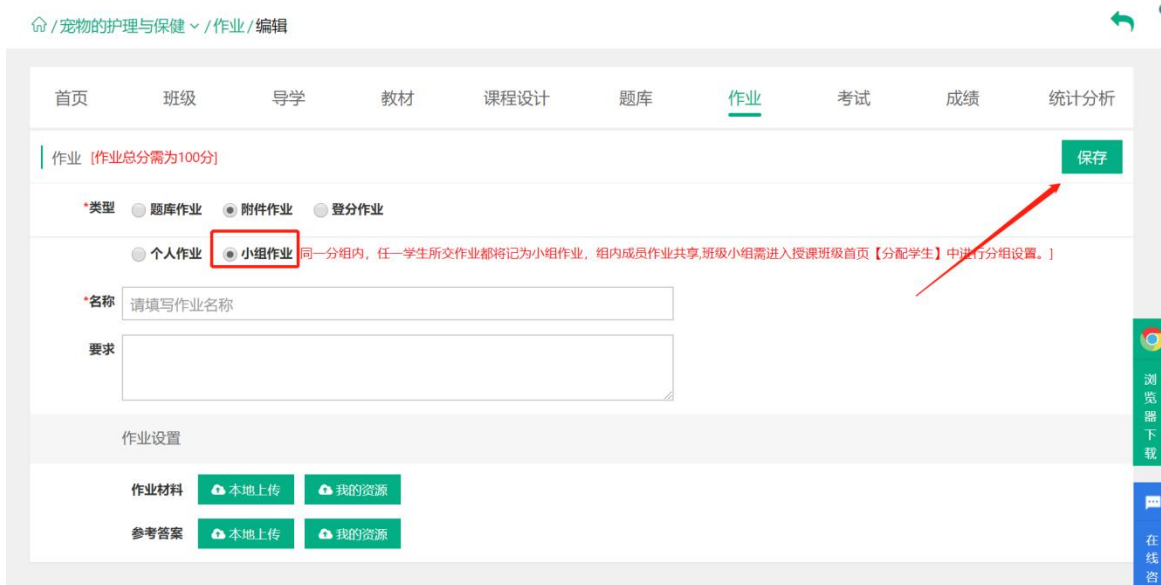 /宠物的护理与保健 /作业/编辑
首页 班级 导学 教材 课程设计 题库 作业 考试 成绩 统计分析
作业 [作业总分需为100分] 保存
*类型 题库作业 附件作业 登分作业
个人作业 小组作业 同一分组内，任一学生所交作业都将记为小组作业，组内成员作业共享,班级小组需进入授课班级首页【分配学生】中进行分组设置。]
*名称 请填写作业名称
要求
作业设置
作业材料 本地上传 我的资源
参考答案 本地上传 我的资源
浏览器下载
在线咨